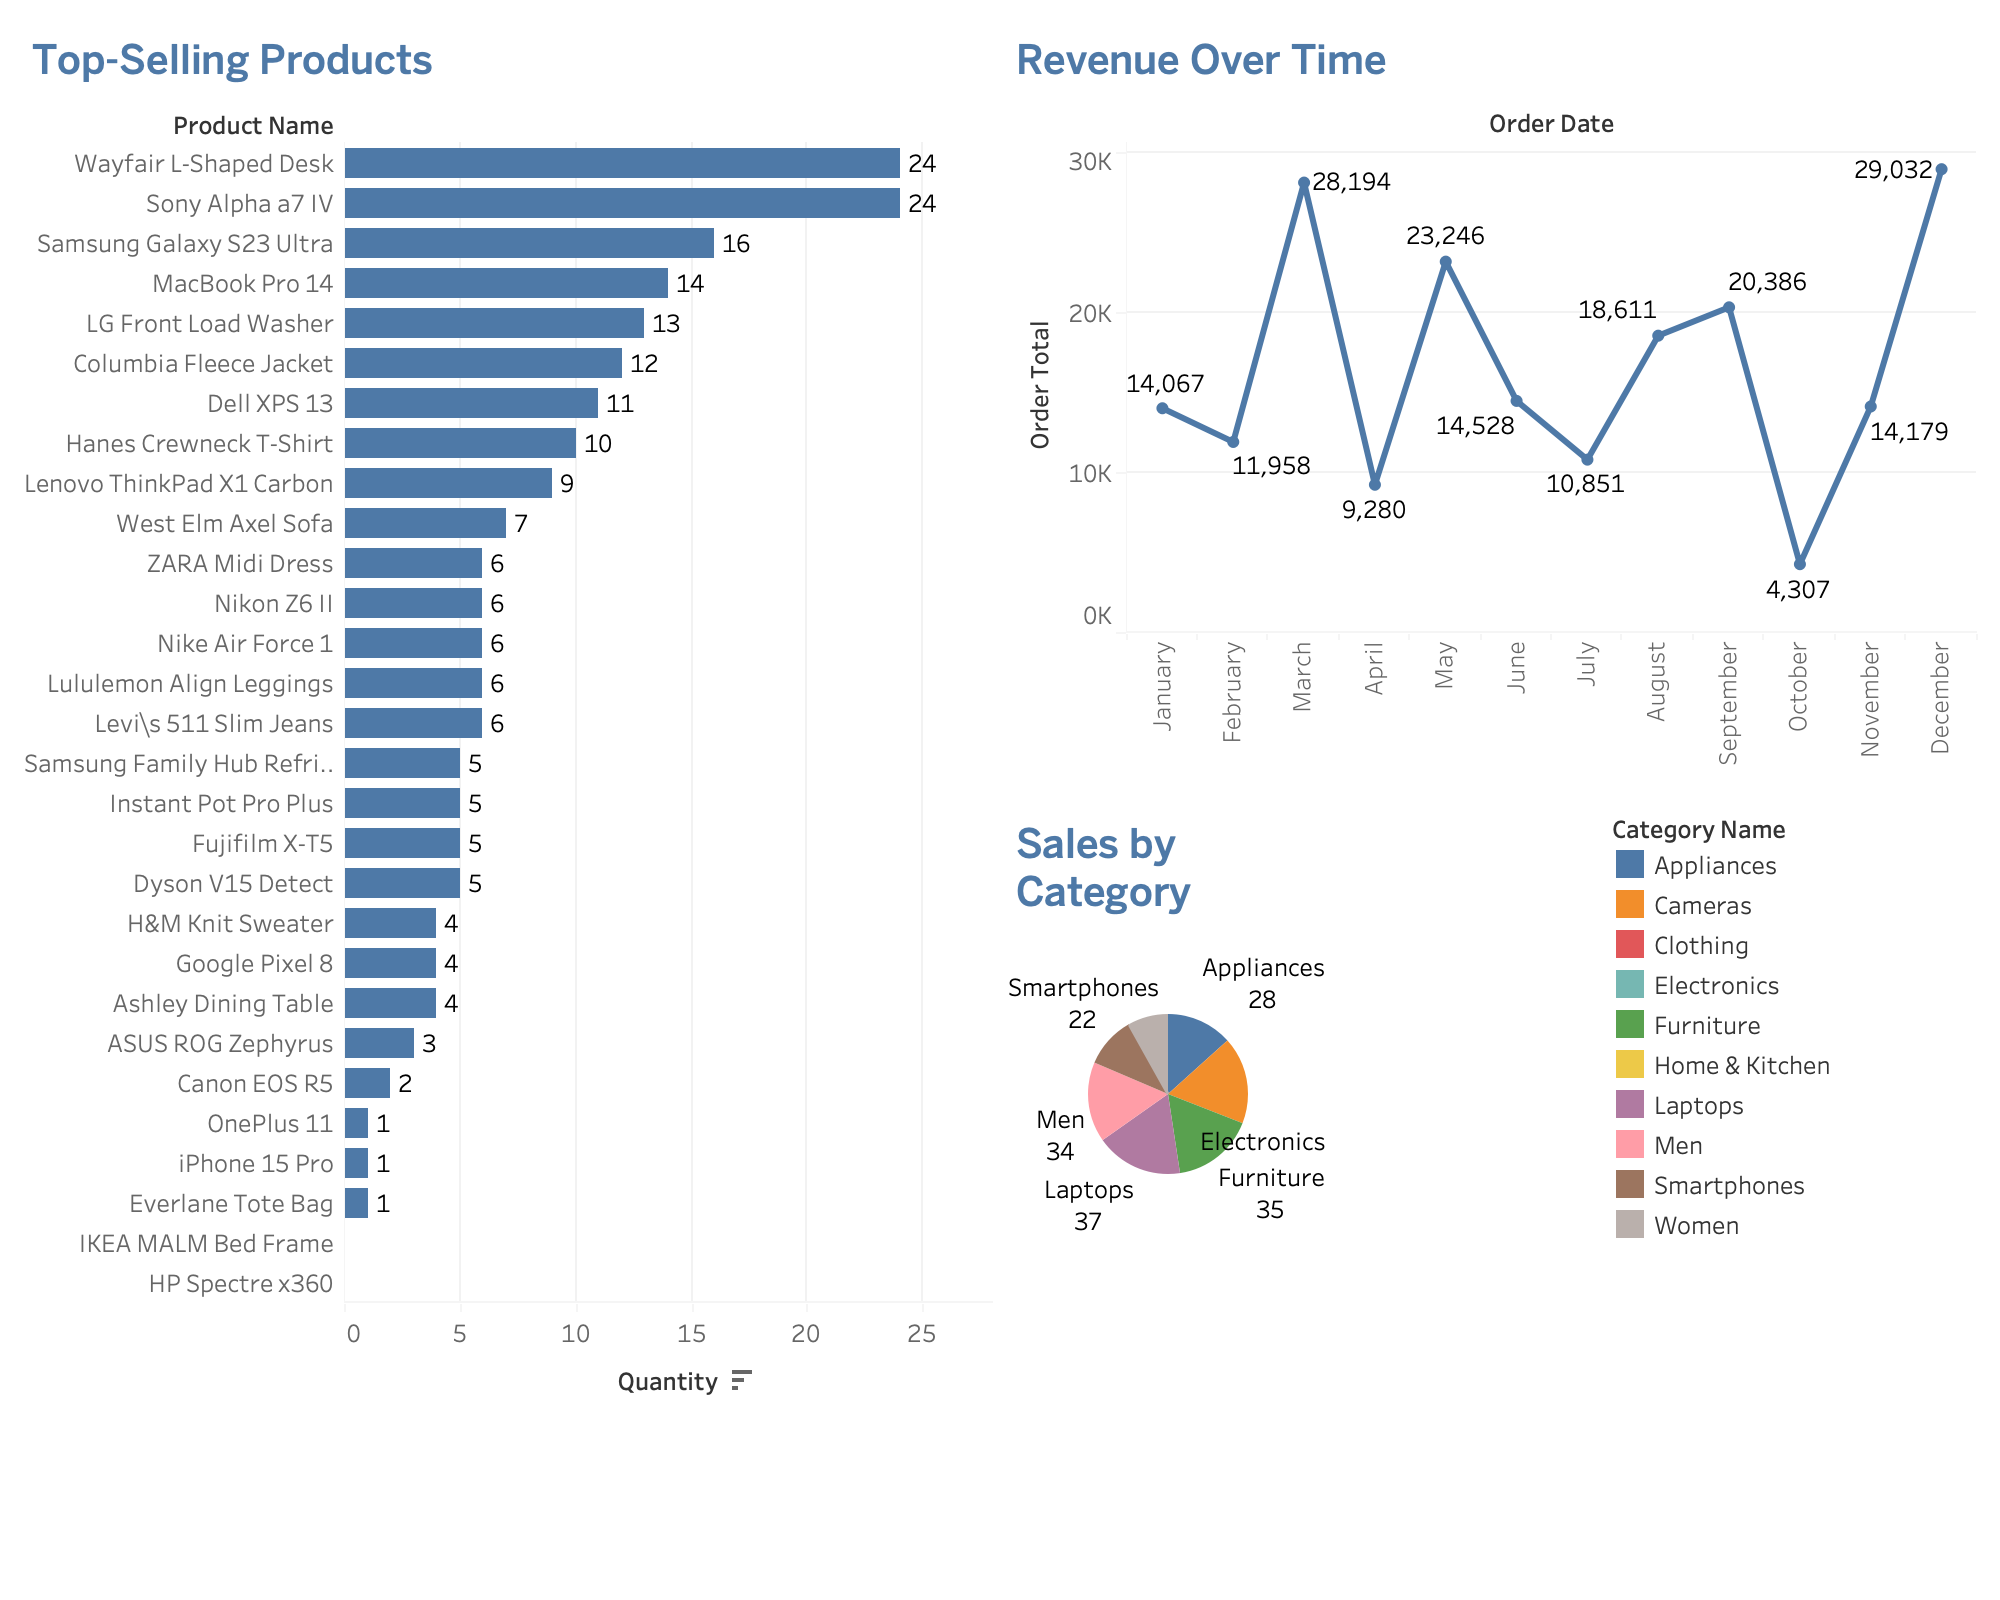 Top-Selling Products
Product Name
Wayfair L-Shaped Desk 24
Sony Alpha a7 IV 24
Samsung Galaxy S23 Ultra 16
MacBook Pro 14 14
LG Front Load Washer 13
Columbia Fleece Jacket 12
Dell XPS 13 11
Hanes Crewneck T-Shirt 10
Lenovo ThinkPad X1 Carbon 9
West Elm Axel Sofa 7
ZARA Midi Dress 6
Nikon Z6 II 6
Nike Air Force 1 6
Lululemon Align Leggings 6
Levi\s 511 Slim Jeans 6
Samsung Family Hub Refri.. 5
Instant Pot Pro Plus 5
Fujifilm X-T5 5
Dyson V15 Detect 5
H&M Knit Sweater 4
Google Pixel 8 4
Ashley Dining Table 4
ASUS ROG Zephyrus 3
Canon EOS R5 2
OnePlus 11 1
iPhone 15 Pro 1
Everlane Tote Bag 1
IKEA MALM Bed Frame
HP Spectre x360
0 5 10 15 20 25
Quantity
Revenue Over Time
Order Date
Order Total
30K
20K
10K
0K
14,067
11,958
28,194
9,280
23,246
14,528
10,851
18,611
20,386
4,307
14,179
29,032
January
February
March
April
May
June
July
August
September
October
November
December
Sales by
Category
Appliances
28
Smartphones
22
Men
34
Laptops
37
Electronics
Furniture
35
Category Name
Appliances
Cameras
Clothing
Electronics
Furniture
Home & Kitchen
Laptops
Men
Smartphones
Women